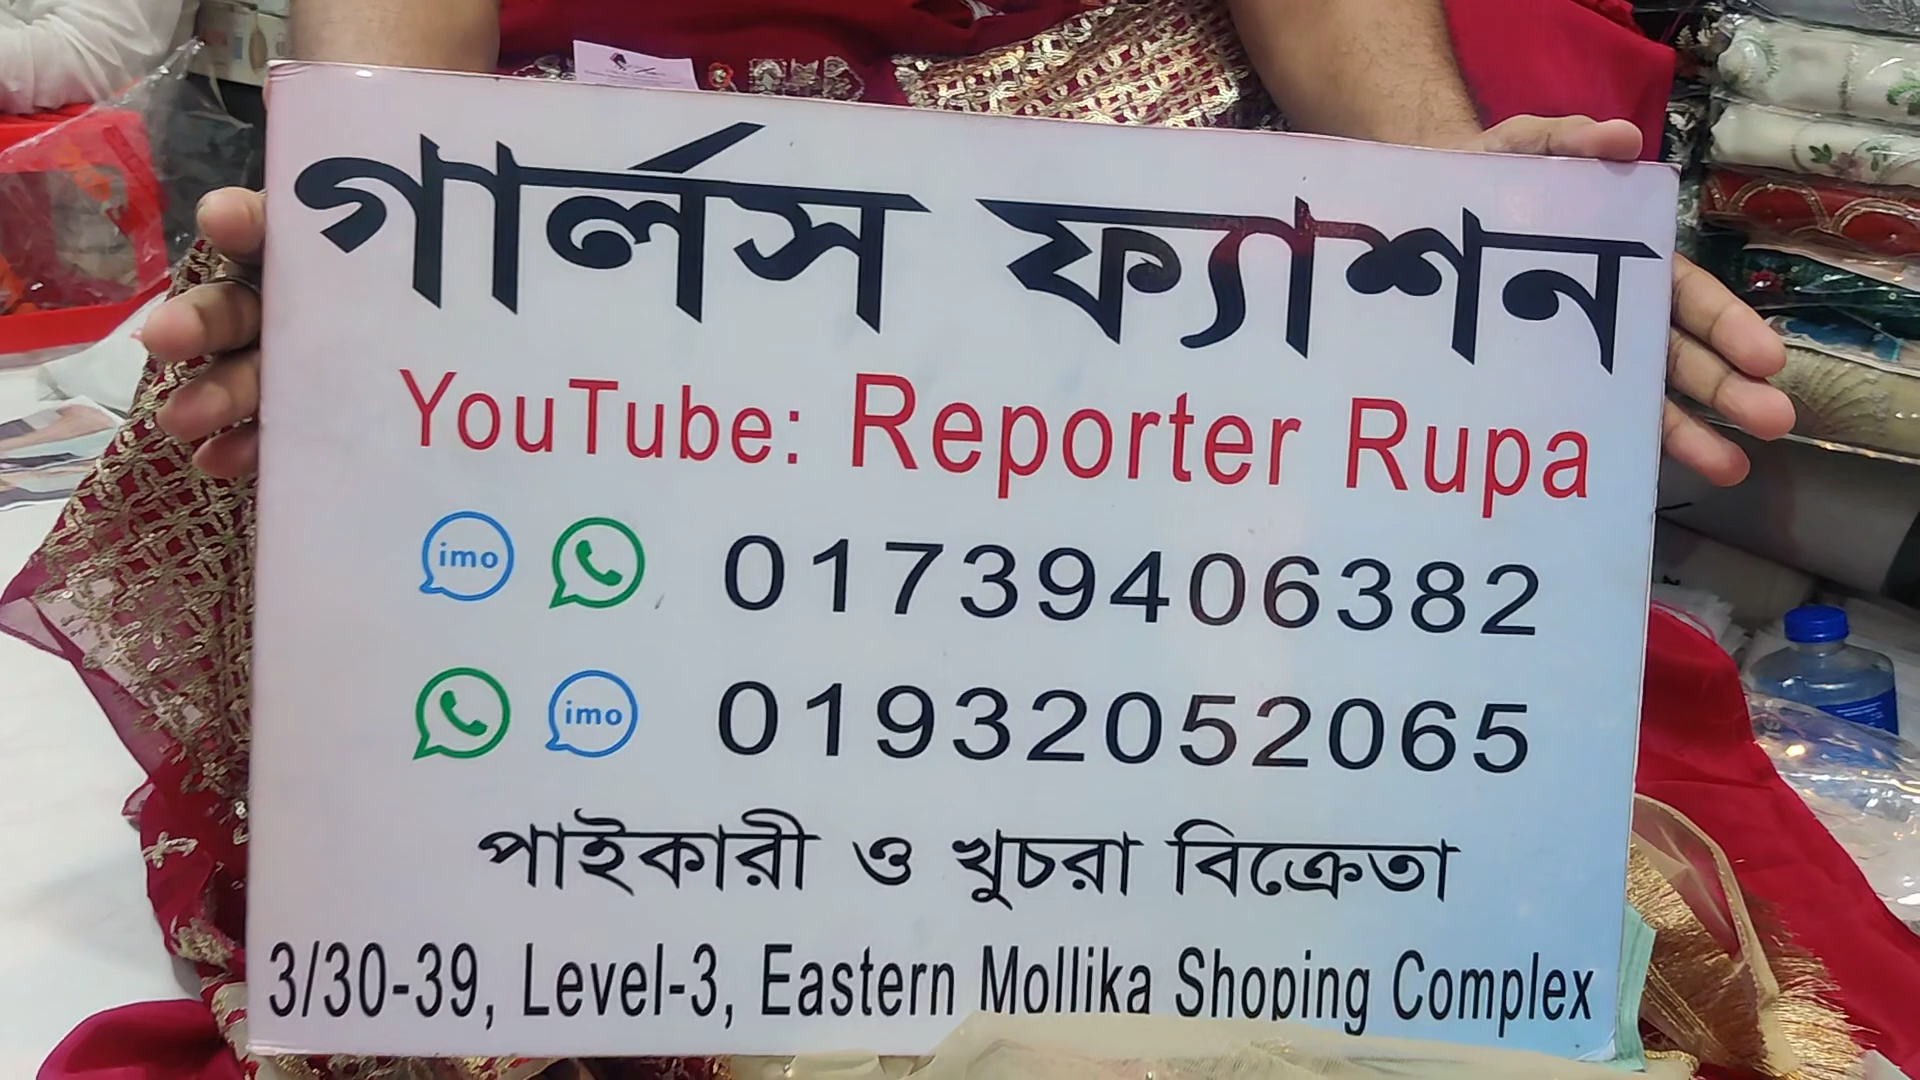 গার্লস ফ্যাশন
YouTube: Reporter Rupa
imo 01739406382
imo 01932052065
পাইকারী ও খুচরা বিক্রেতা
3/30-39, Level-3, Eastern Mollika Shoping Complex